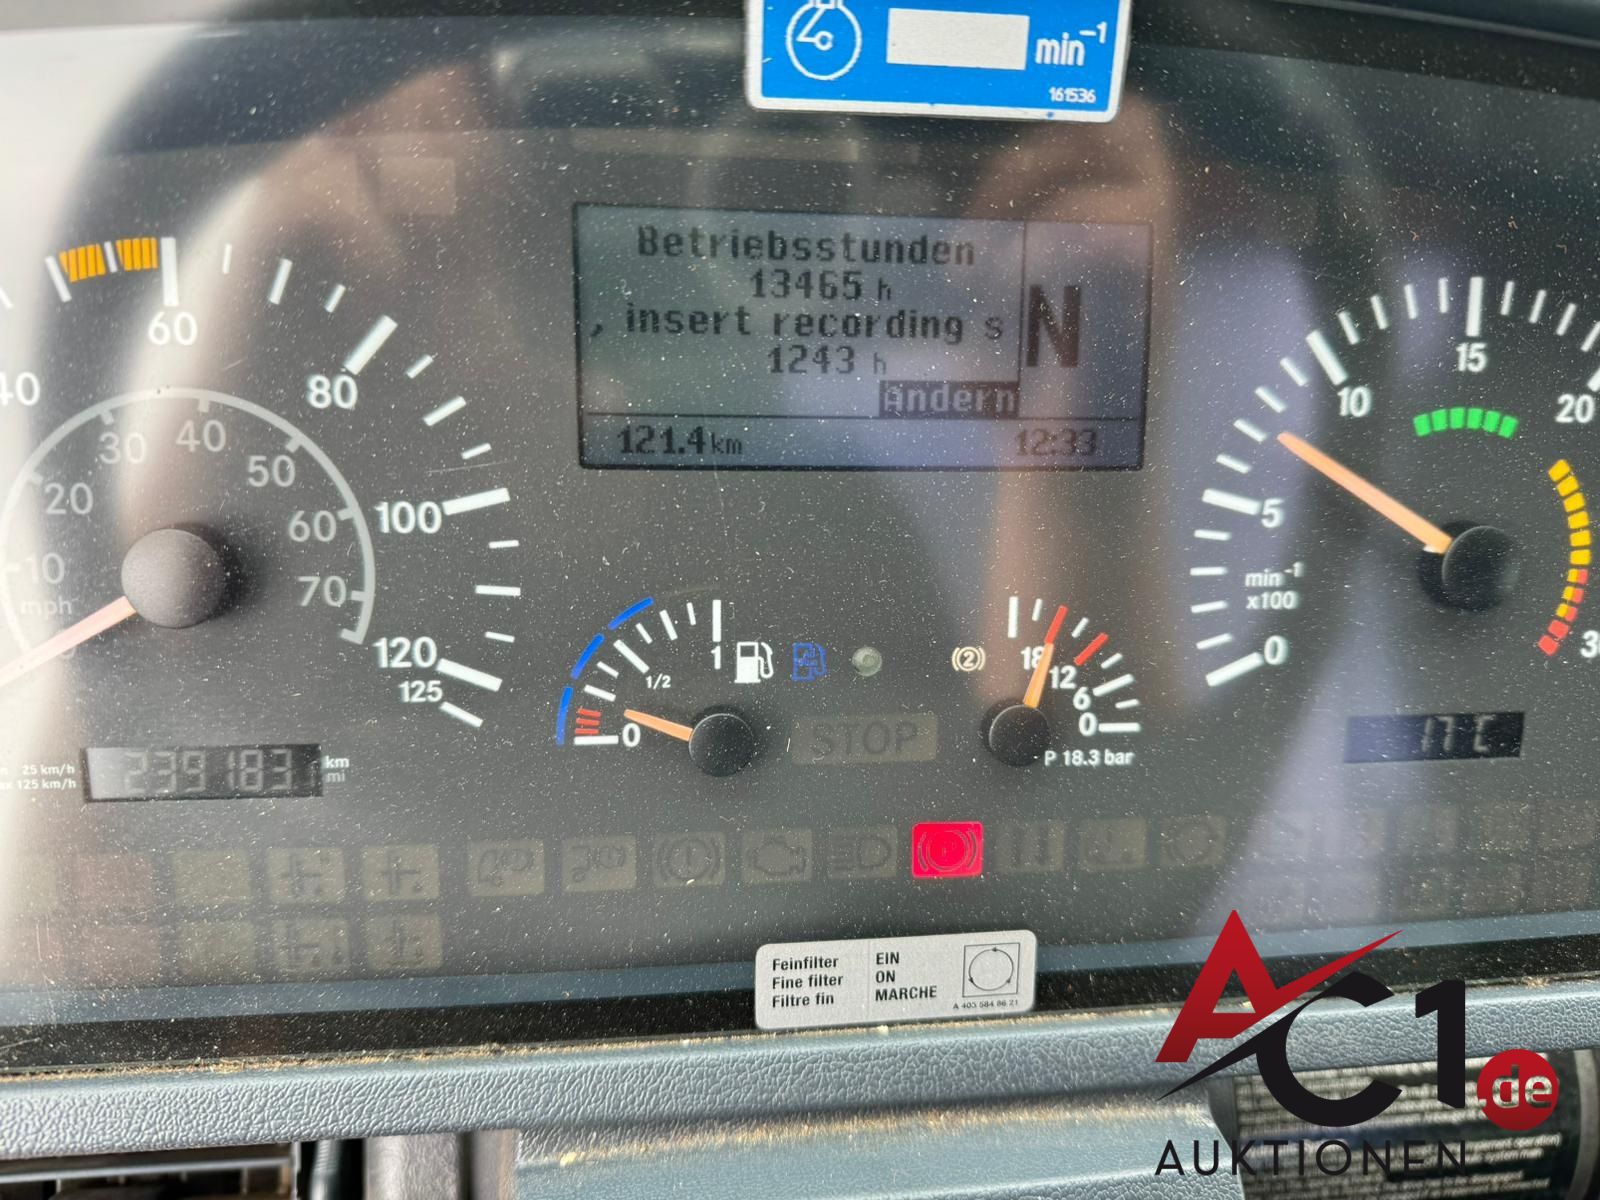 min⁻¹
161536
Betriebsstunden
13465 h
, insert recording s
1243 h
Ändern
N
121.4 km
12:33
40
60
80
100
120
125
10
20
30
40
50
60
70
mph
25 km/h
125 km/h
239183
km
mi
0
1/2
1
STOP
18
12
6
0
P 18.3 bar
0
5
10
15
20
min⁻¹
x100
17°C
Feinfilter EIN
Fine filter ON
Filtre fin MARCHE
A 403 584 86 21
AC1.de
AUKTIONEN